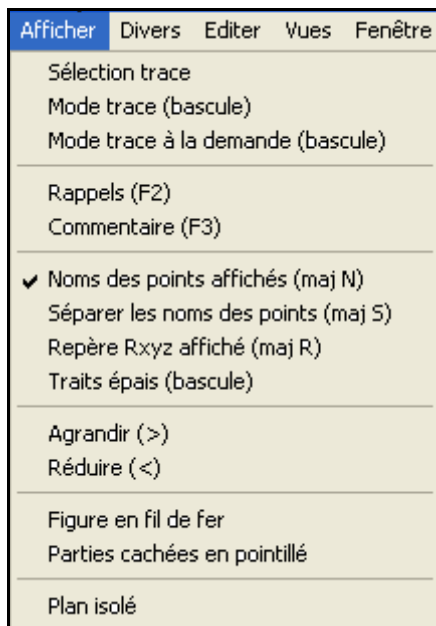 Afficher Divers Editer Vues Fenêtre
Sélection trace
Mode trace (bascule)
Mode trace à la demande (bascule)
Rappels (F2)
Commentaire (F3)
Noms des points affichés (maj N)
Séparer les noms des points (maj S)
Repère Rxyz affiché (maj R)
Traits épais (bascule)
Agrandir (>)
Réduire (<)
Figure en fil de fer
Parties cachées en pointillé
Plan isolé